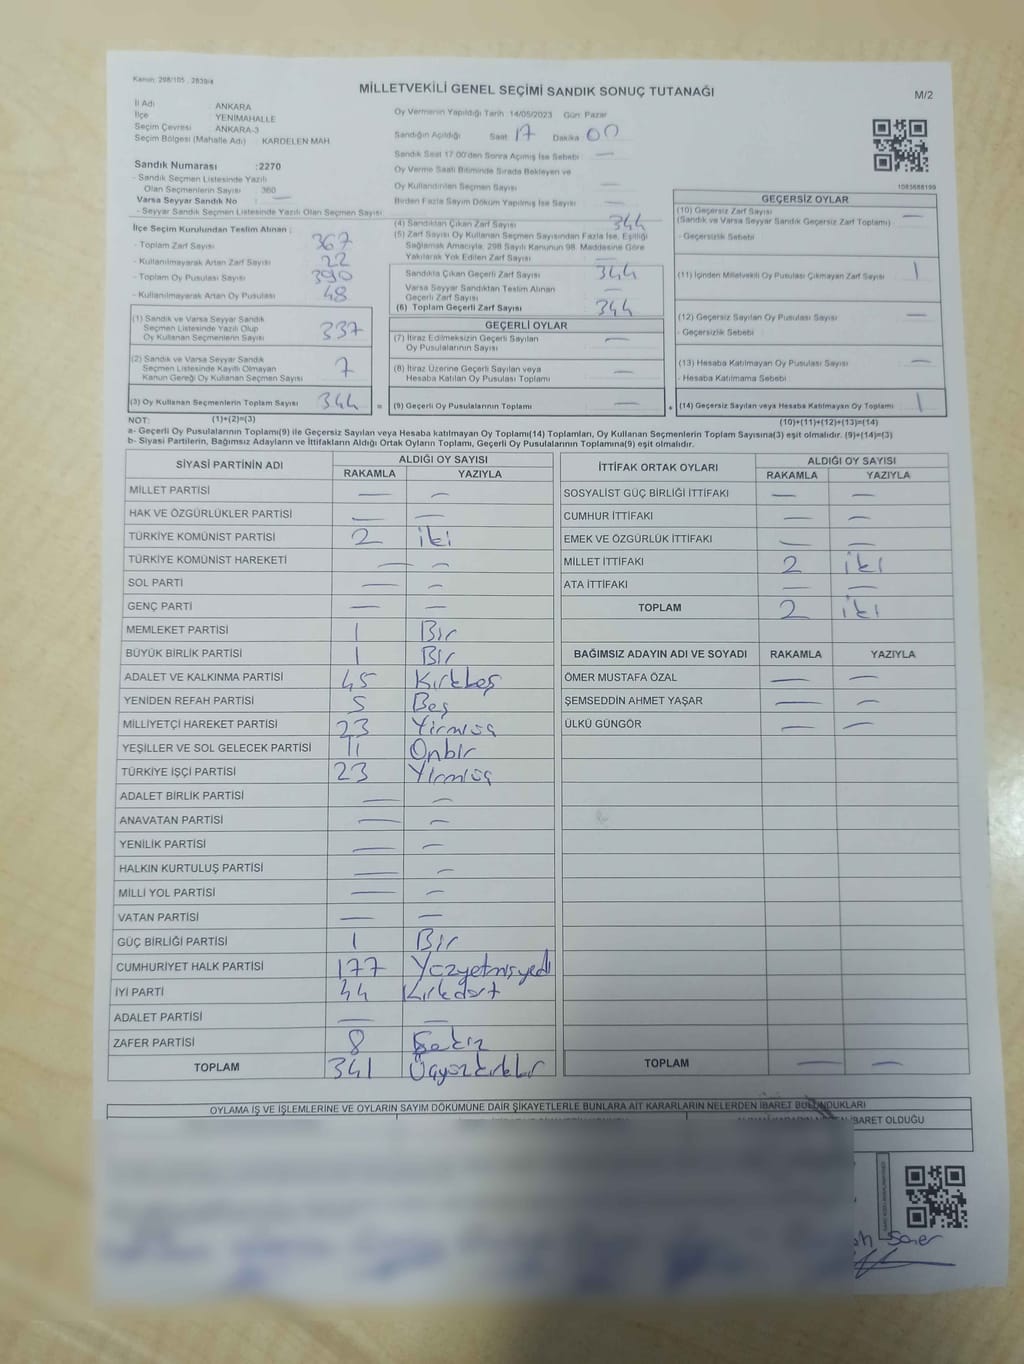 Kanun: 298/105 , 2839/4
MİLLETVEKİLİ GENEL SEÇİMİ SANDIK SONUÇ TUTANAĞI
M/2
İl Adı : ANKARA
İlçe : YENİMAHALLE
Seçim Çevresi : ANKARA-3
Seçim Bölgesi (Mahalle Adı) : KARDELEN MAH.
Oy Vermenin Yapıldığı Tarih 14/05/2023 Gün Pazar
Sandığın Açıldığı Saat 17 Dakika 00
Sandık Saat 17.00'den Sonra Açılmış İse Sebebi —
Oy Verme Saati Bitiminde Sırada Bekleyen ve
Oy Kullandırılan Seçmen Sayısı —
Birden Fazla Sayım Döküm Yapılmış İse Sayısı —
1085688199
Sandık Numarası :2270
- Sandık Seçmen Listesinde Yazılı
Olan Seçmenlerin Sayısı : 360
Varsa Seyyar Sandık No : —
- Seyyar Sandık Seçmen Listesinde Yazılı Olan Seçmen Sayısı :
İlçe Seçim Kurulundan Teslim Alınan ;
- Toplam Zarf Sayısı 367
- Kullanılmayarak Artan Zarf Sayısı 22
- Toplam Oy Pusulası Sayısı 390
- Kullanılmayarak Artan Oy Pusulası 48
(1) Sandık ve Varsa Seyyar Sandık
Seçmen Listesinde Yazılı Olup
Oy Kullanan Seçmenlerin Sayısı 337
(2) Sandık ve Varsa Seyyar Sandık
Seçmen Listesinde Kayıtlı Olmayan
Kanun Gereği Oy Kullanan Seçmen Sayısı 7
(3) Oy Kullanan Seçmenlerin Toplam Sayısı 344 =
(4) Sandıktan Çıkan Zarf Sayısı 344
(5) Zarf Sayısı Oy Kullanan Seçmen Sayısından Fazla İse, Eşitliği
Sağlamak Amacıyla, 298 Sayılı Kanunun 98. Maddesine Göre
Yakılarak Yok Edilen Zarf Sayısı —
Sandıkta Çıkan Geçerli Zarf Sayısı 344
Varsa Seyyar Sandıktan Teslim Alınan
Geçerli Zarf Sayısı —
(6) Toplam Geçerli Zarf Sayısı 344
GEÇERLİ OYLAR
(7) İtiraz Edilmeksizin Geçerli Sayılan
Oy Pusulalarının Sayısı —
(8) İtiraz Üzerine Geçerli Sayılan veya
Hesaba Katılan Oy Pusulası Toplamı —
(9) Geçerli Oy Pusulalarının Toplamı — +
GEÇERSİZ OYLAR
(10) Geçersiz Zarf Sayısı —
(Sandık ve Varsa Seyyar Sandık Geçersiz Zarf Toplamı)
- Geçersizlik Sebebi :
(11) İçinden Milletvekili Oy Pusulası Çıkmayan Zarf Sayısı 1
(12) Geçersiz Sayılan Oy Pusulası Sayısı —
- Geçersizlik Sebebi :
(13) Hesaba Katılmayan Oy Pusulası Sayısı —
- Hesaba Katılmama Sebebi :
(14) Geçersiz Sayılan veya Hesaba Katılmayan Oy Toplamı 1
NOT: (1)+(2)=(3) (10)+(11)+(12)+(13)=(14)
a- Geçerli Oy Pusulalarının Toplamı(9) ile Geçersiz Sayılan veya Hesaba katılmayan Oy Toplamı(14) Toplamları, Oy Kullanan Seçmenlerin Toplam Sayısına(3) eşit olmalıdır. (9)+(14)=(3)
b- Siyasi Partilerin, Bağımsız Adayların ve İttifakların Aldığı Ortak Oyların Toplamı, Geçerli Oy Pusulalarının Toplamına(9) eşit olmalıdır.
SİYASİ PARTİNİN ADI ALDIĞI OY SAYISI
RAKAMLA YAZIYLA
MİLLET PARTİSİ — —
HAK VE ÖZGÜRLÜKLER PARTİSİ — —
TÜRKİYE KOMÜNİST PARTİSİ 2 iki
TÜRKİYE KOMÜNİST HAREKETİ — —
SOL PARTİ — —
GENÇ PARTİ — —
MEMLEKET PARTİSİ 1 Bir
BÜYÜK BİRLİK PARTİSİ 1 Bir
ADALET VE KALKINMA PARTİSİ 45 Kırkbeş
YENİDEN REFAH PARTİSİ 5 Beş
MİLLİYETÇİ HAREKET PARTİSİ 23 Yirmiüç
YEŞİLLER VE SOL GELECEK PARTİSİ 11 Onbir
TÜRKİYE İŞÇİ PARTİSİ 23 Yirmiüç
ADALET BİRLİK PARTİSİ — —
ANAVATAN PARTİSİ — —
YENİLİK PARTİSİ — —
HALKIN KURTULUŞ PARTİSİ — —
MİLLİ YOL PARTİSİ — —
VATAN PARTİSİ — —
GÜÇ BİRLİĞİ PARTİSİ 1 Bir
CUMHURİYET HALK PARTİSİ 177 Yüzyetmişyedi
İYİ PARTİ 44 Kırkdört
ADALET PARTİSİ — —
ZAFER PARTİSİ 8 Sekiz
TOPLAM 341 Üçyüzkırkbir
İTTİFAK ORTAK OYLARI ALDIĞI OY SAYISI
RAKAMLA YAZIYLA
SOSYALİST GÜÇ BİRLİĞİ İTTİFAKI — —
CUMHUR İTTİFAKI — —
EMEK VE ÖZGÜRLÜK İTTİFAKI — —
MİLLET İTTİFAKI 2 iki
ATA İTTİFAKI — —
TOPLAM 2 iki
BAĞIMSIZ ADAYIN ADI VE SOYADI RAKAMLA YAZIYLA
ÖMER MUSTAFA ÖZAL — —
ŞEMSEDDİN AHMET YAŞAR — —
ÜLKÜ GÜNGÖR — —
TOPLAM — —
OYLAMA İŞ VE İŞLEMLERİNE VE OYLARIN SAYIM DÖKÜMÜNE DAİR ŞİKAYETLERLE BUNLARA AİT KARARLARIN NELERDEN İBARET BULUNDUKLARI
İBARET OLDUĞU